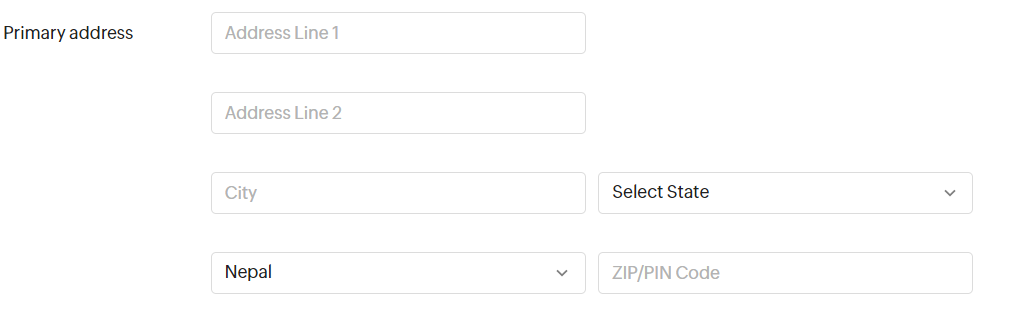 Primary address
Address Line 1
Address Line 2
City
Select State
Nepal
ZIP/PIN Code